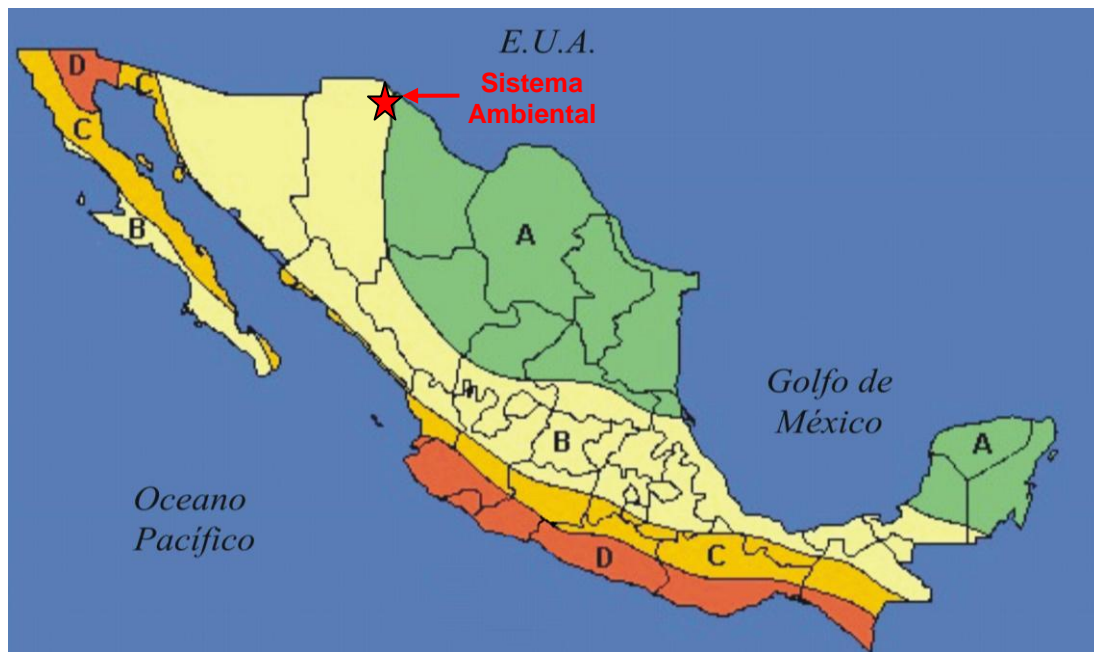 E.U.A.
Sistema
Ambiental
D
C
C
B
A
Golfo de
México
A
B
Oceano
Pacífico
C
D